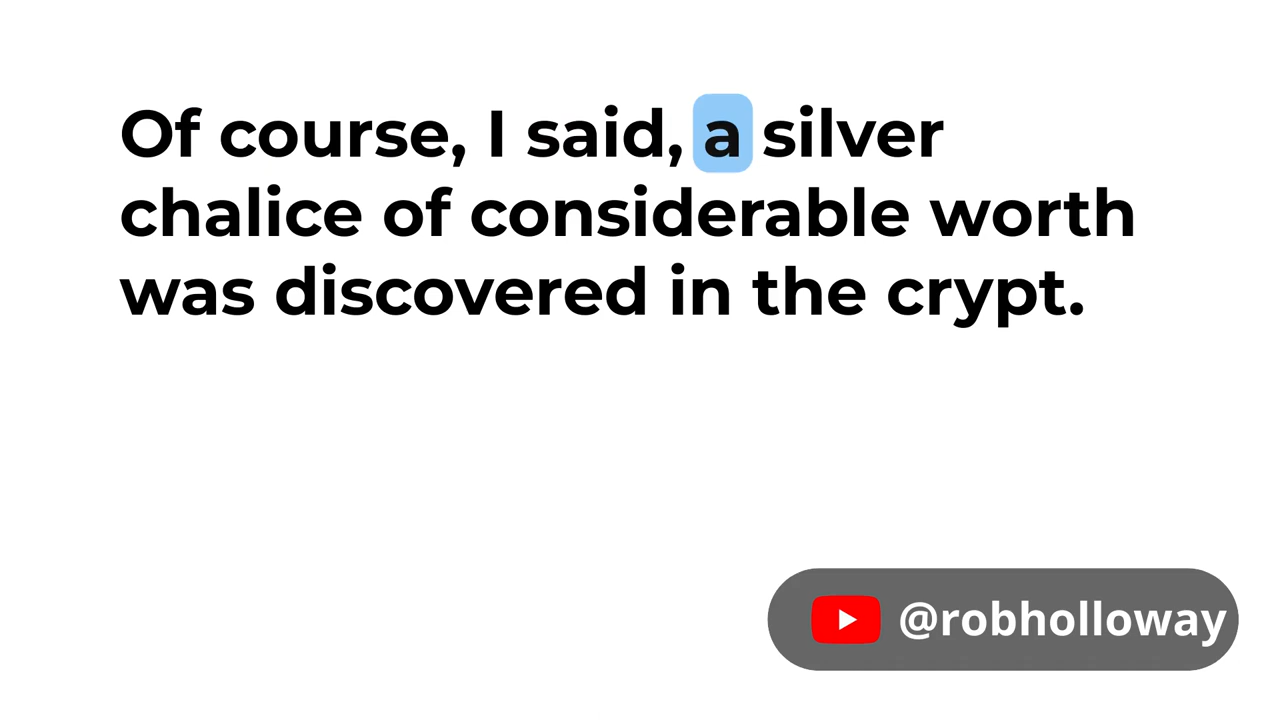 Of course, I said, a silver
chalice of considerable worth
was discovered in the crypt.
@robholloway